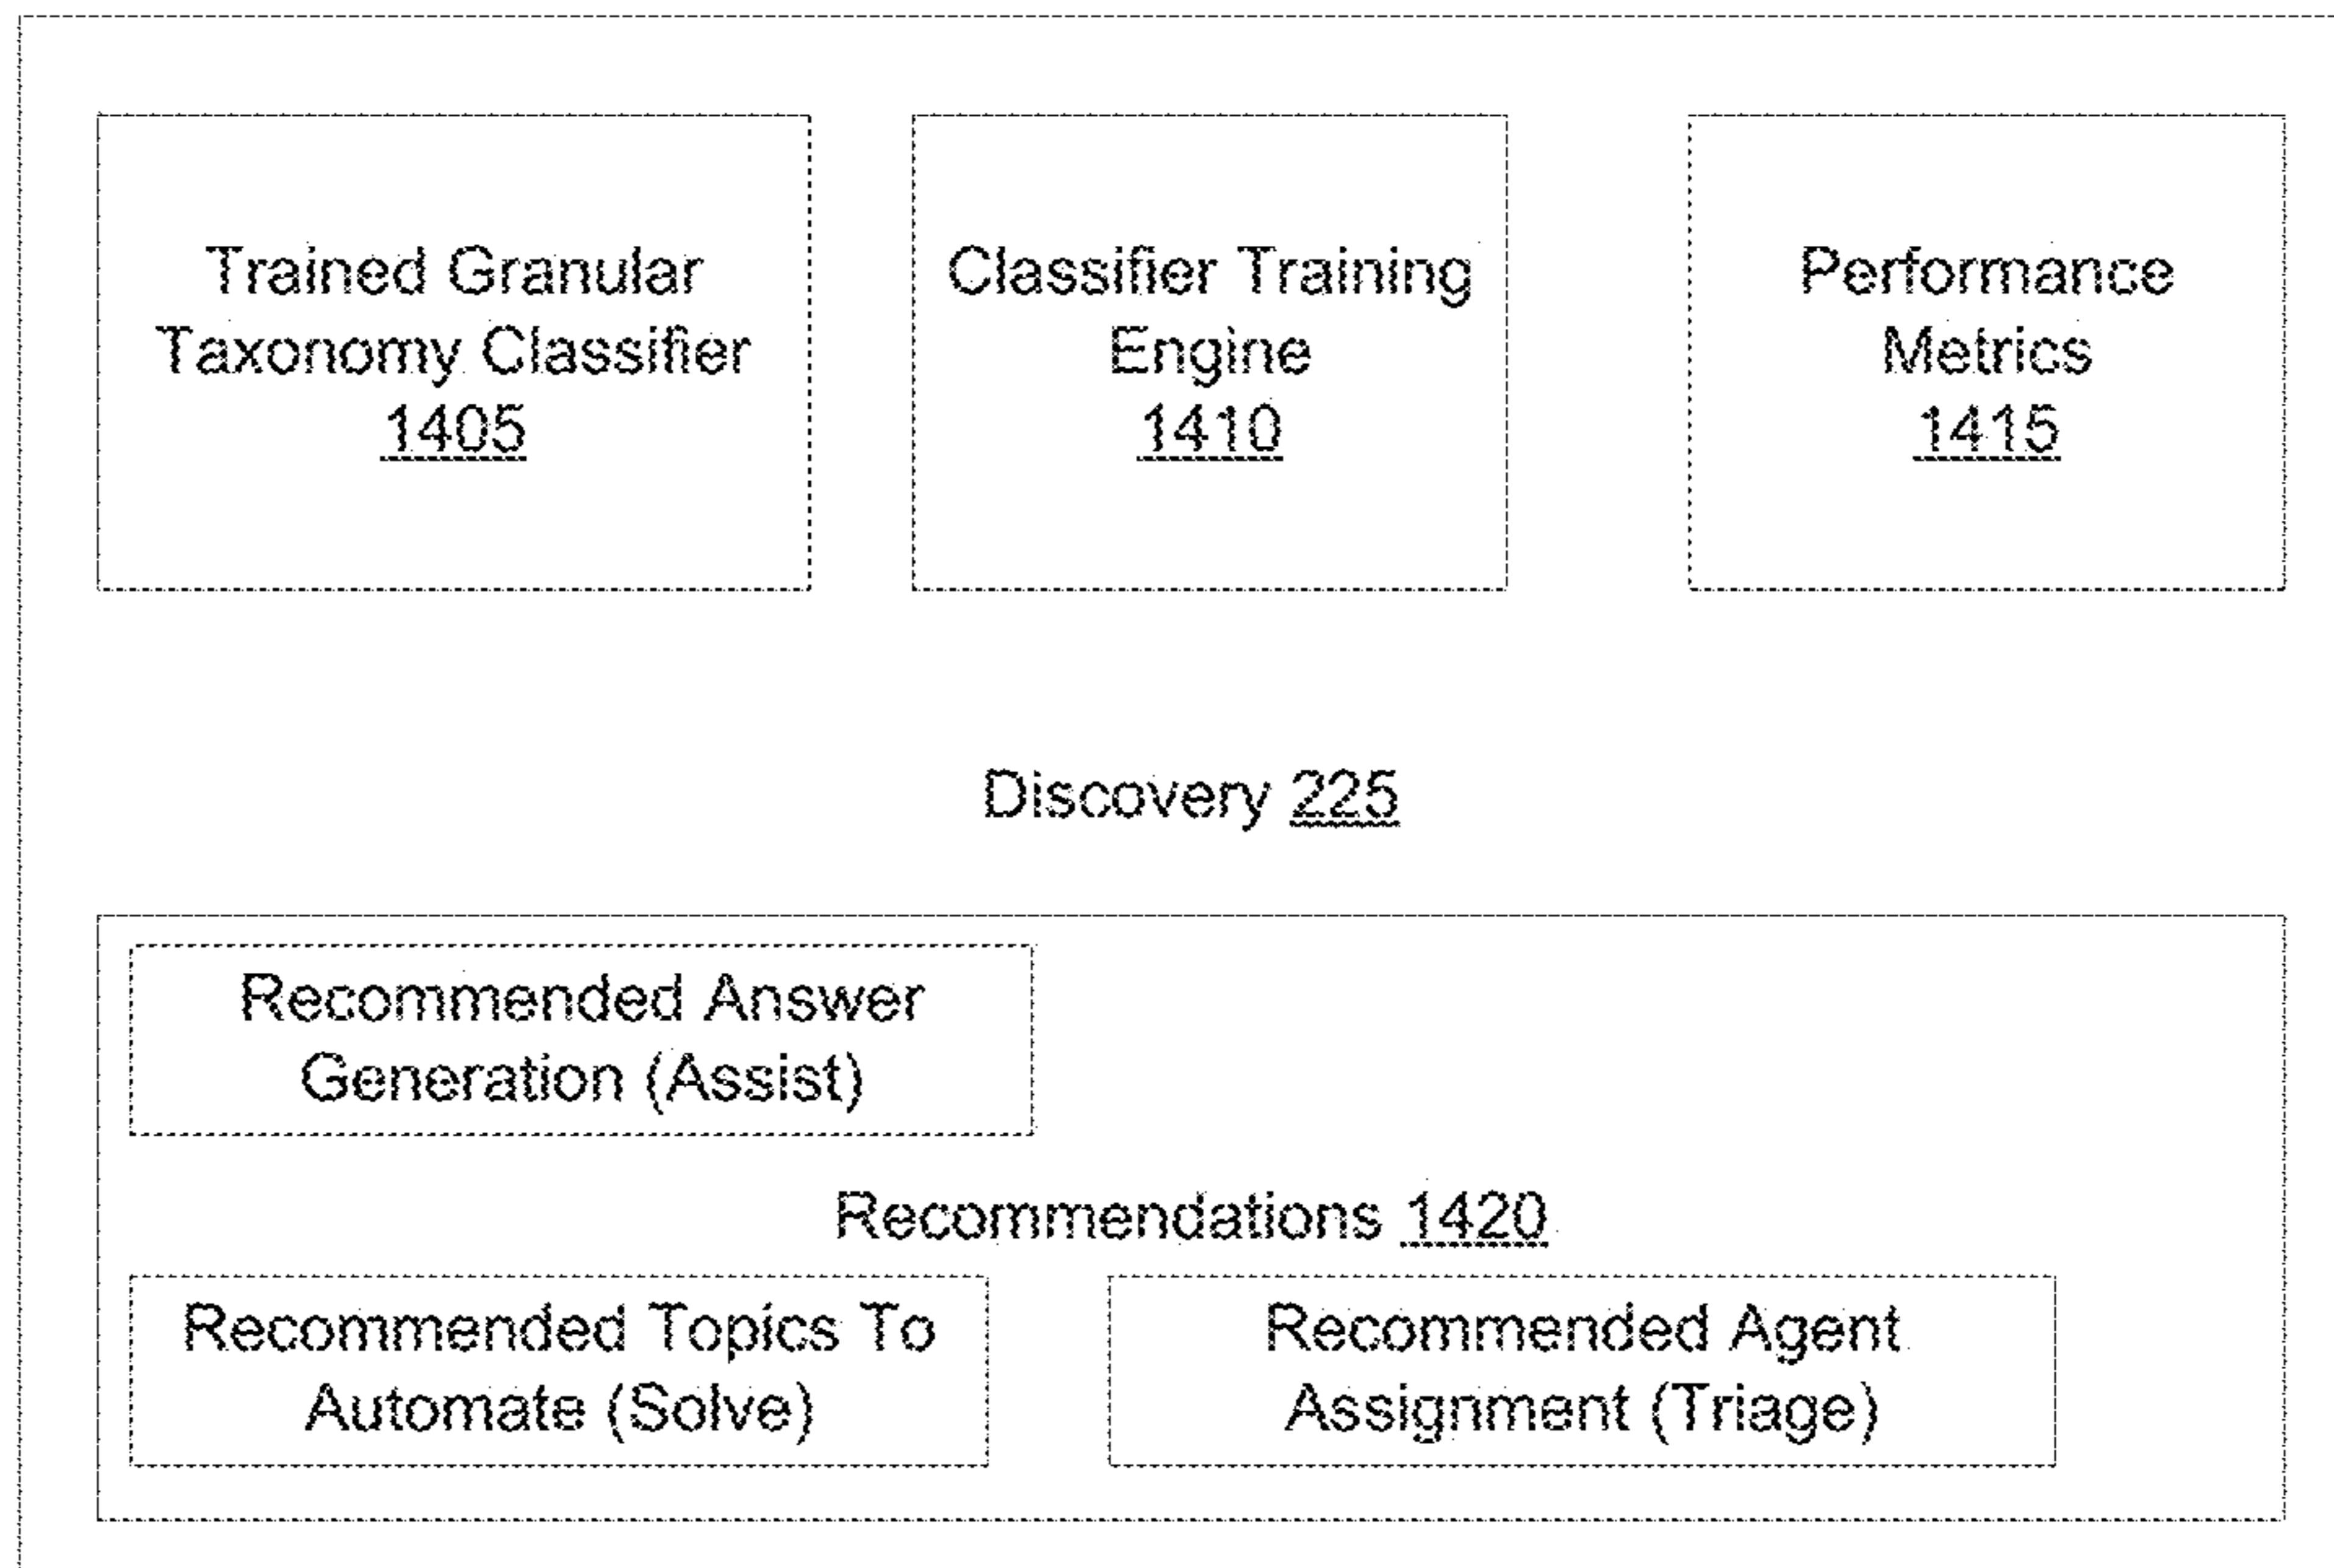 Trained Granular
Taxonomy Classifier
1405
Classifier Training
Engine
1410
Performance
Metrics
1415
Discovery 225
Recommended Answer
Generation (Assist)
Recommendations 1420
Recommended Topics To
Automate (Solve)
Recommended Agent
Assignment (Triage)